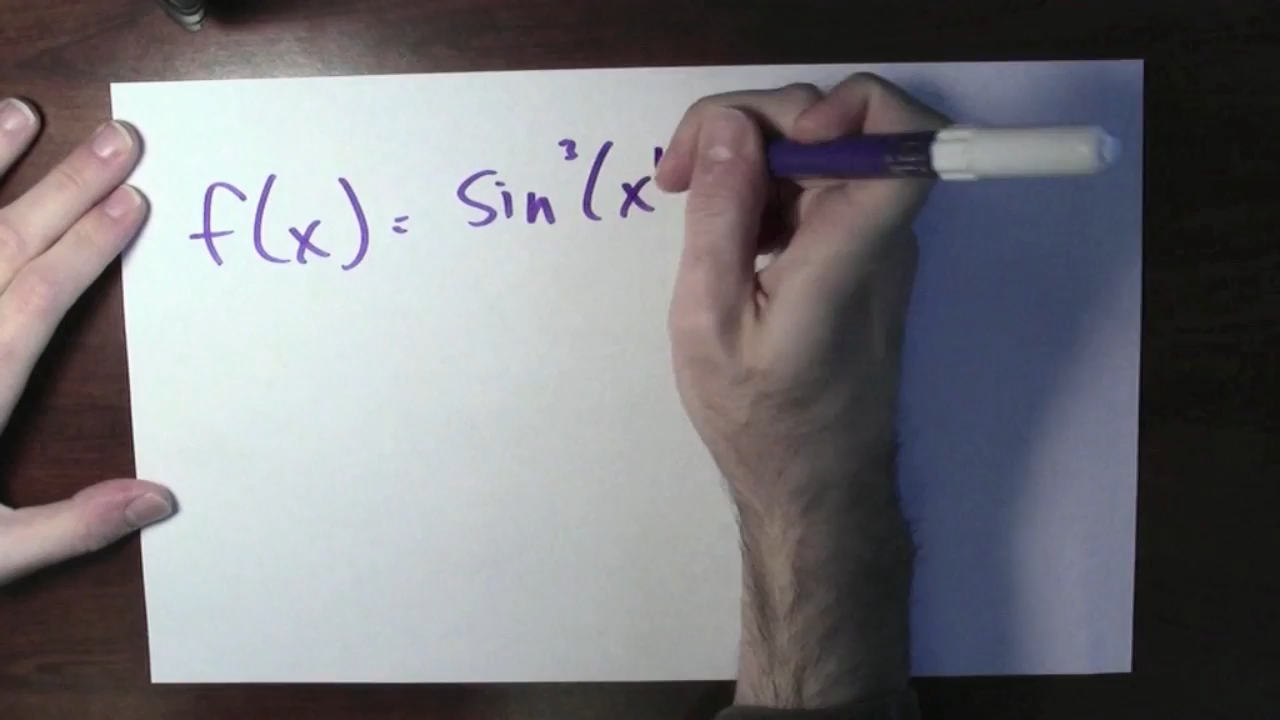 f(x) = sin³(x